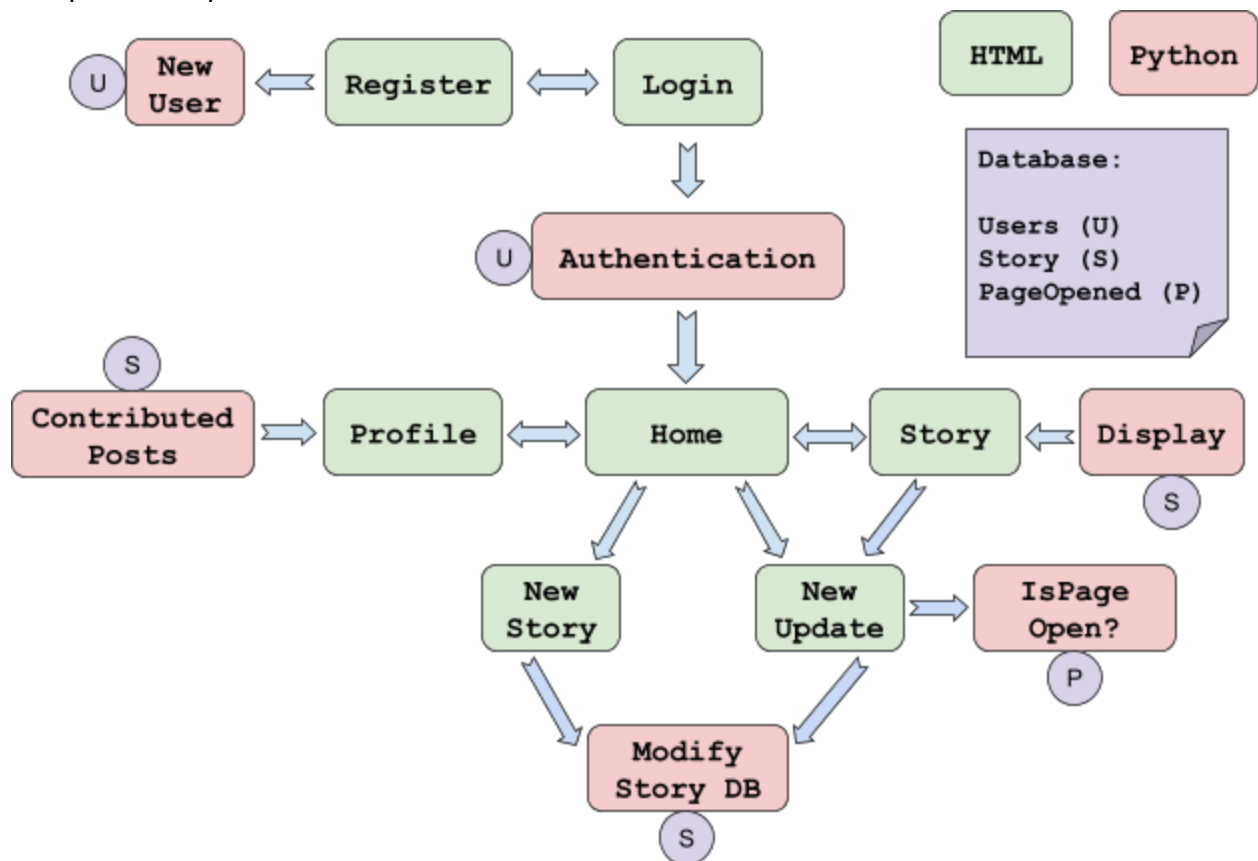 New
User
U
Register
Login
HTML
Python
Database:
Users (U)
Story (S)
PageOpened (P)
U
Authentication
S
Contributed
Posts
Profile
Home
Story
Display
S
New
Story
New
Update
IsPage
Open?
P
Modify
Story DB
S